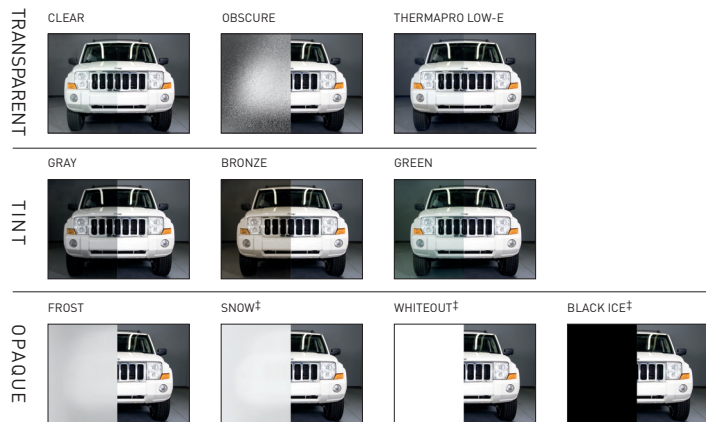 TRANSPARENT
CLEAR
OBSCURE
THERMAPRO LOW-E
TINT
GRAY
BRONZE
GREEN
OPAQUE
FROST
SNOW‡
WHITEOUT‡
BLACK ICE‡